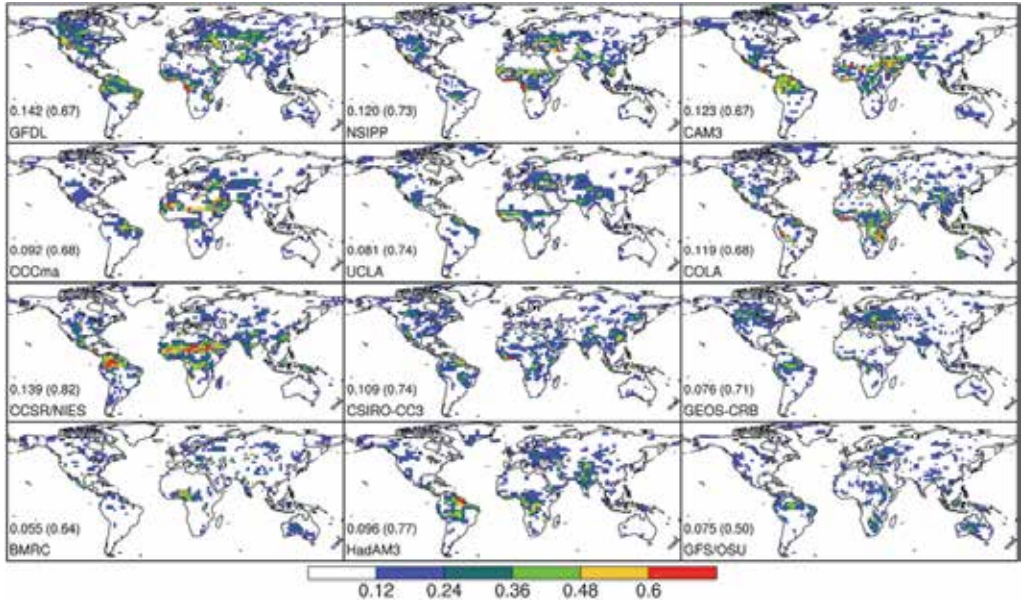 0.142 (0.67)
GFDL
0.120 (0.73)
NSIPP
0.123 (0.67)
CAM3
0.092 (0.68)
CCCma
0.081 (0.74)
UCLA
0.119 (0.68)
COLA
0.139 (0.82)
CCSR/NIES
0.109 (0.74)
CSIRO-CC3
0.076 (0.71)
GEOS-CRB
0.055 (0.64)
BMRC
0.096 (0.77)
HadAM3
0.075 (0.50)
GFS/OSU
0.12 0.24 0.36 0.48 0.6